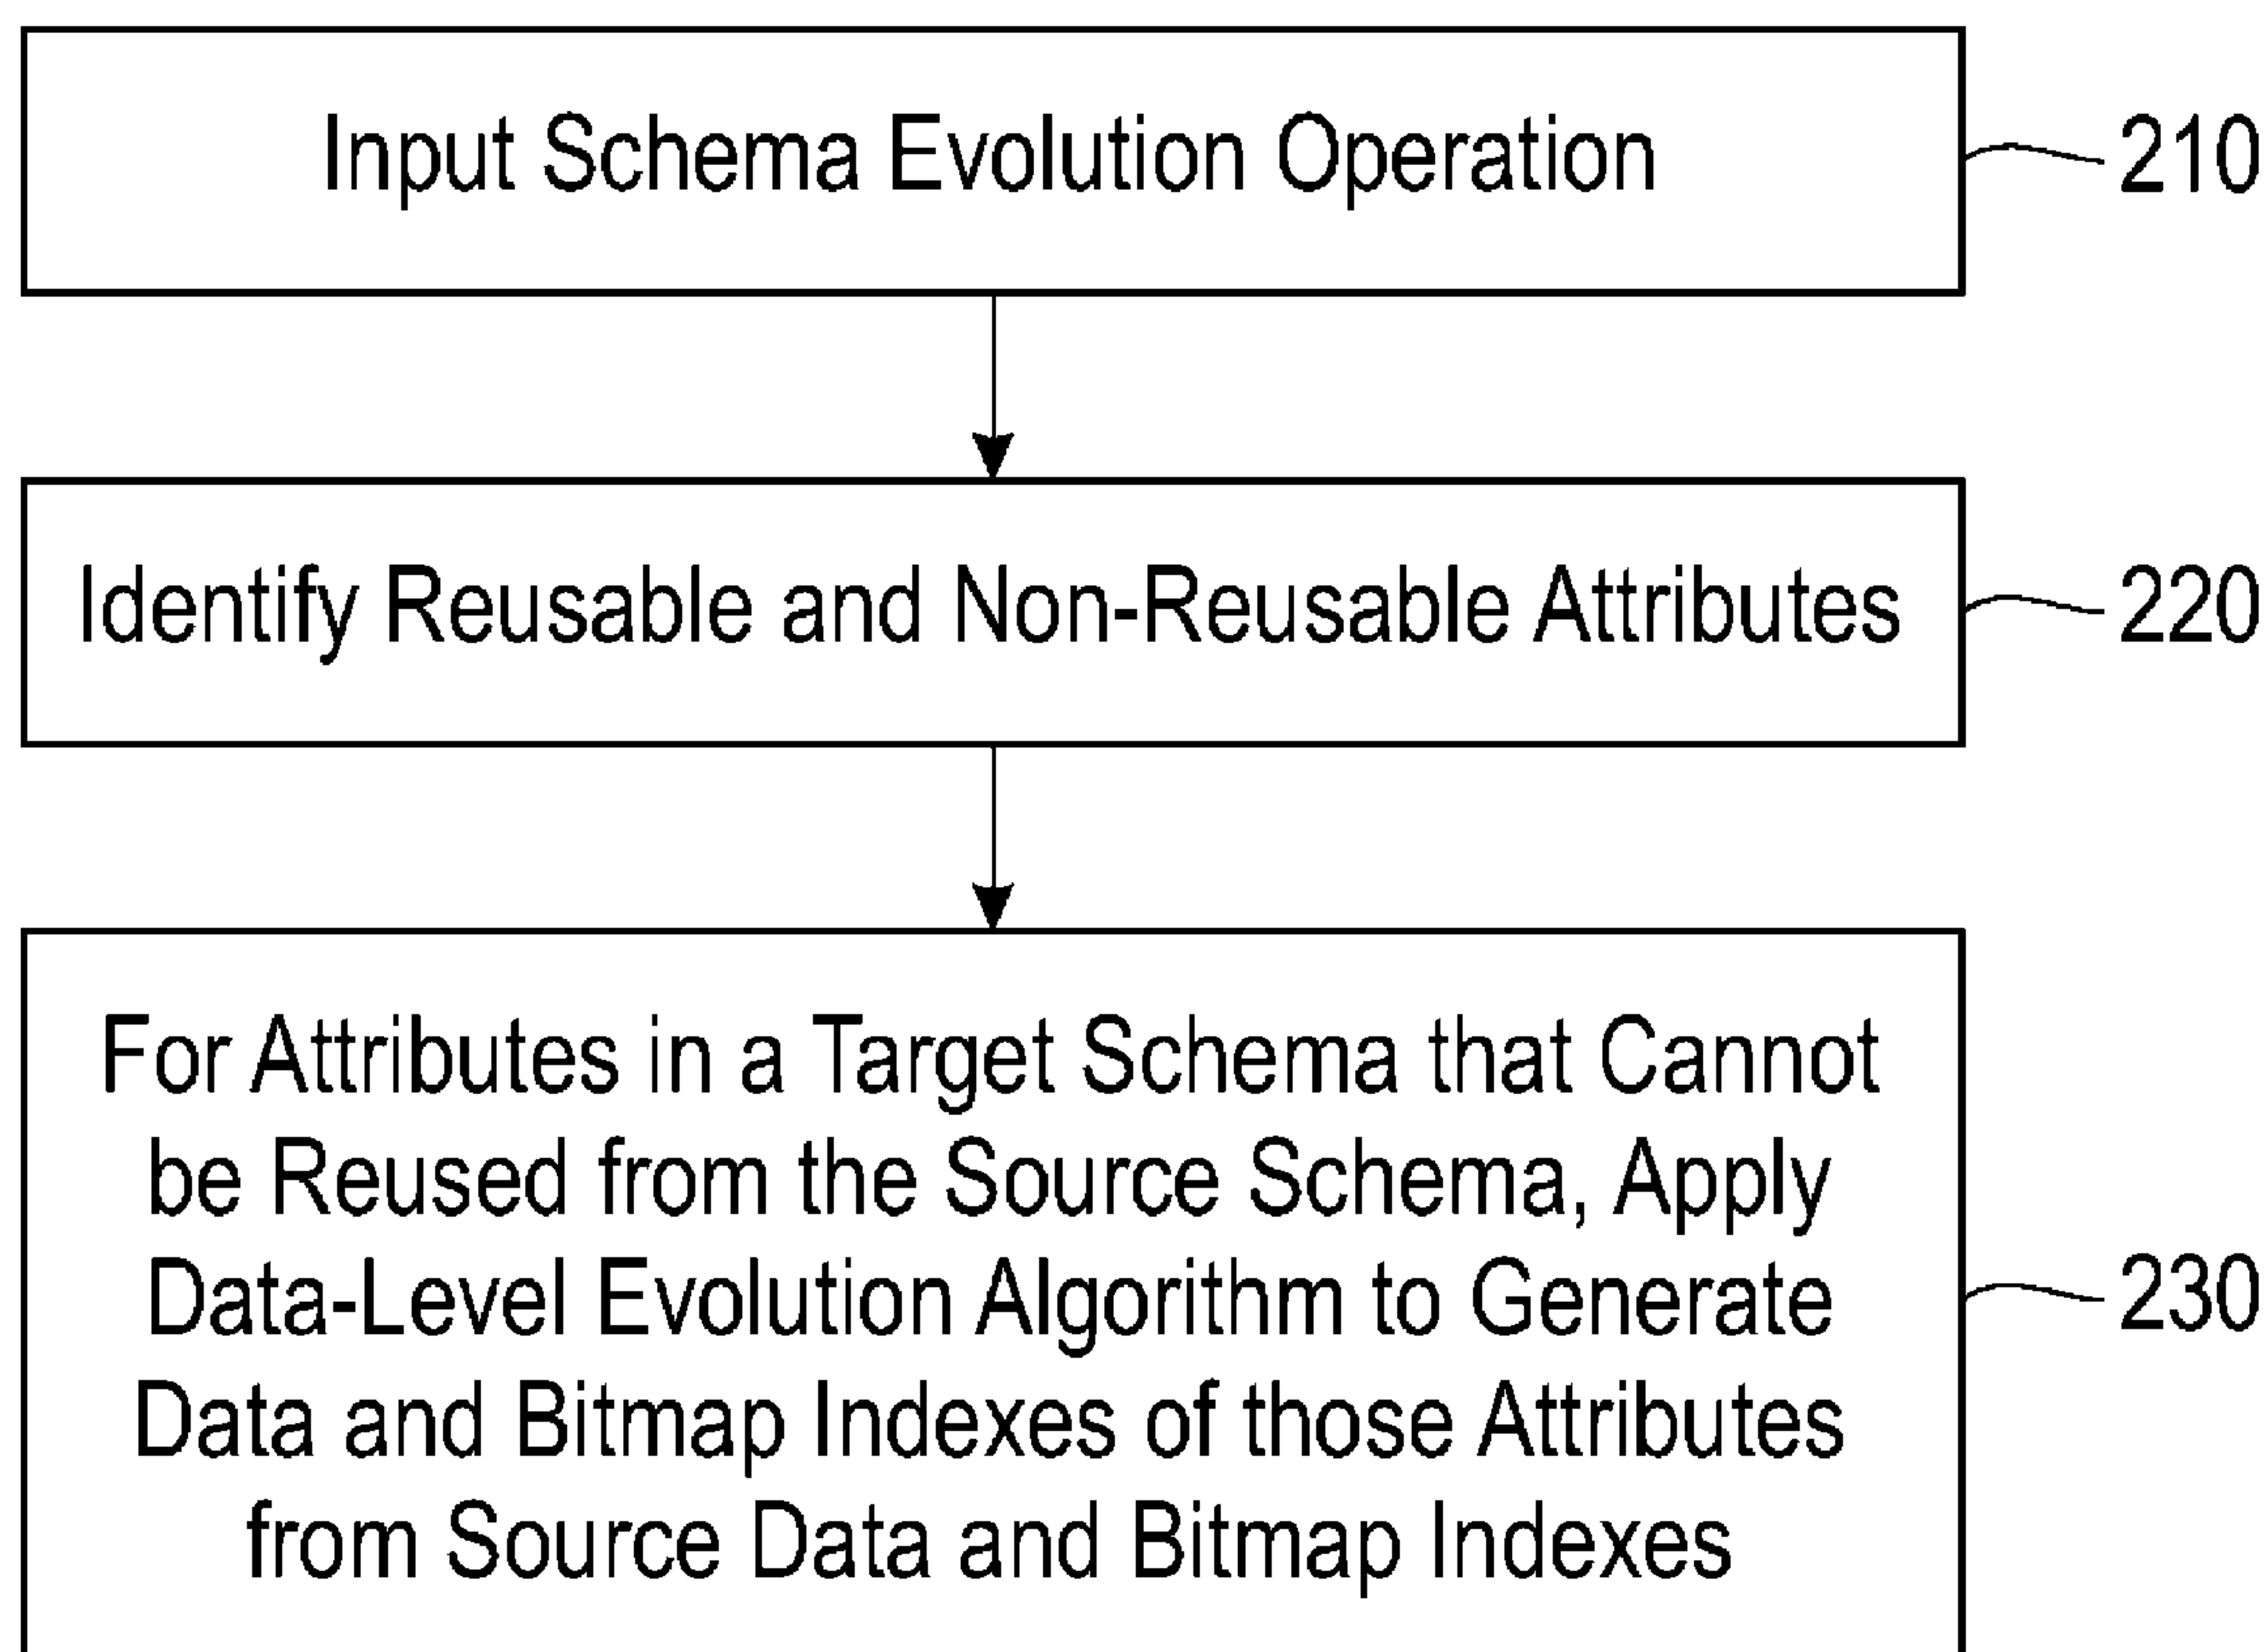 Input Schema Evolution Operation
210
Identify Reusable and Non-Reusable Attributes
220
For Attributes in a Target Schema that Cannot
be Reused from the Source Schema, Apply
Data-Level Evolution Algorithm to Generate
230
Data and Bitmap Indexes of those Attributes
from Source Data and Bitmap Indexes